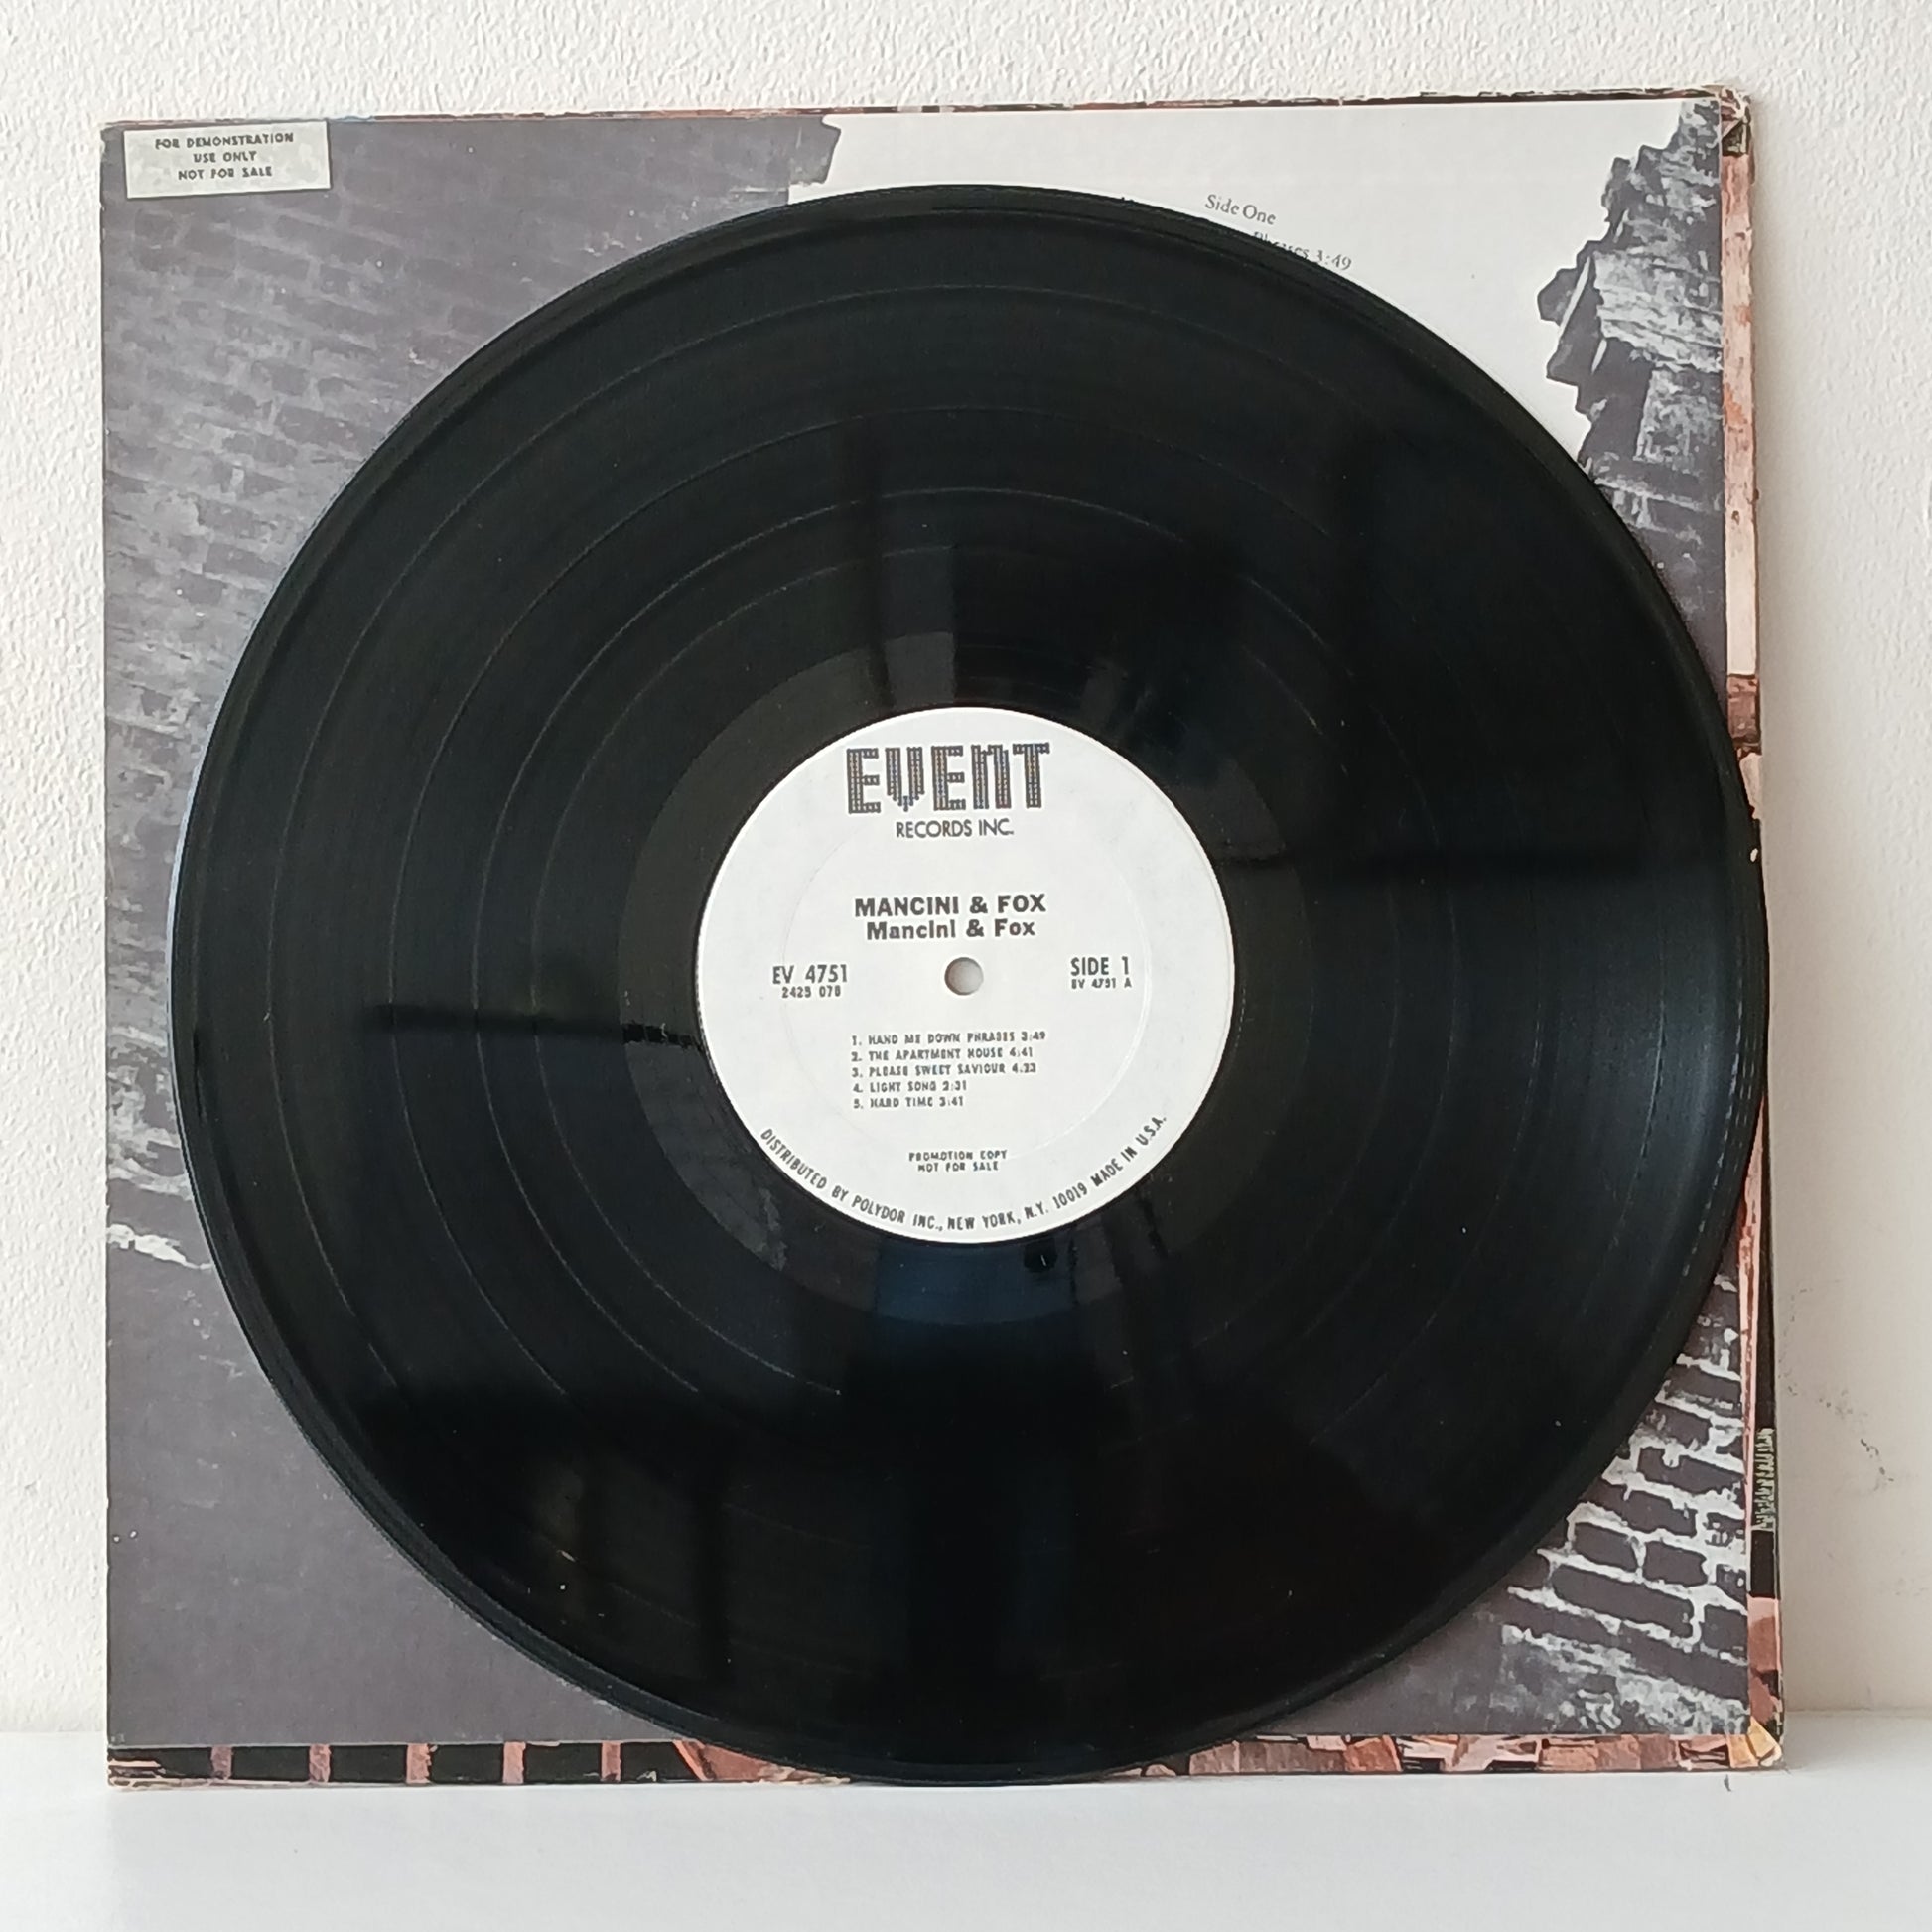 FOR DEMONSTRATION
USE ONLY
NOT FOR SALE
Side One
Phrases 3:49
EVENT
RECORDS INC.
MANCINI & FOX
Mancini & Fox
EV 4751
2425 078
SIDE 1
EV 4751 A
1. HAND ME DOWN PHRASES 3:49
2. THE APARTMENT HOUSE 4:41
3. PLEASE SWEET SAVIOUR 4:23
4. LIGHT SONG 2:31
5. HARD TIME 3:41
PROMOTION COPY
NOT FOR SALE
DISTRIBUTED BY POLYDOR INC., NEW YORK, N.Y. 10019 MADE IN U.S.A.